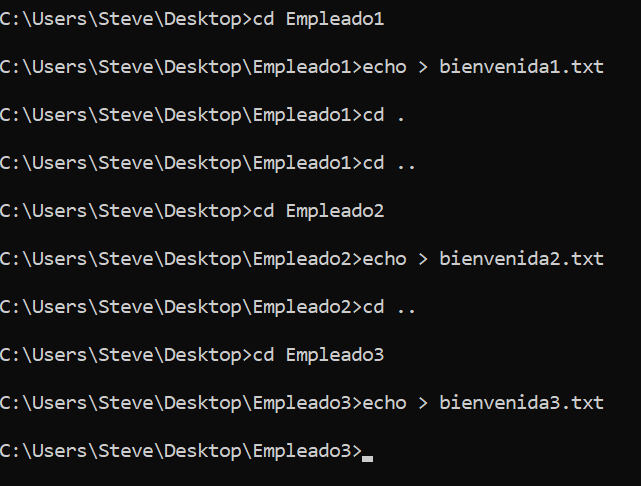 C:\Users\Steve\Desktop>cd Empleado1
C:\Users\Steve\Desktop\Empleado1>echo > bienvenida1.txt
C:\Users\Steve\Desktop\Empleado1>cd .
C:\Users\Steve\Desktop\Empleado1>cd ..
C:\Users\Steve\Desktop>cd Empleado2
C:\Users\Steve\Desktop\Empleado2>echo > bienvenida2.txt
C:\Users\Steve\Desktop\Empleado2>cd ..
C:\Users\Steve\Desktop>cd Empleado3
C:\Users\Steve\Desktop\Empleado3>echo > bienvenida3.txt
C:\Users\Steve\Desktop\Empleado3>